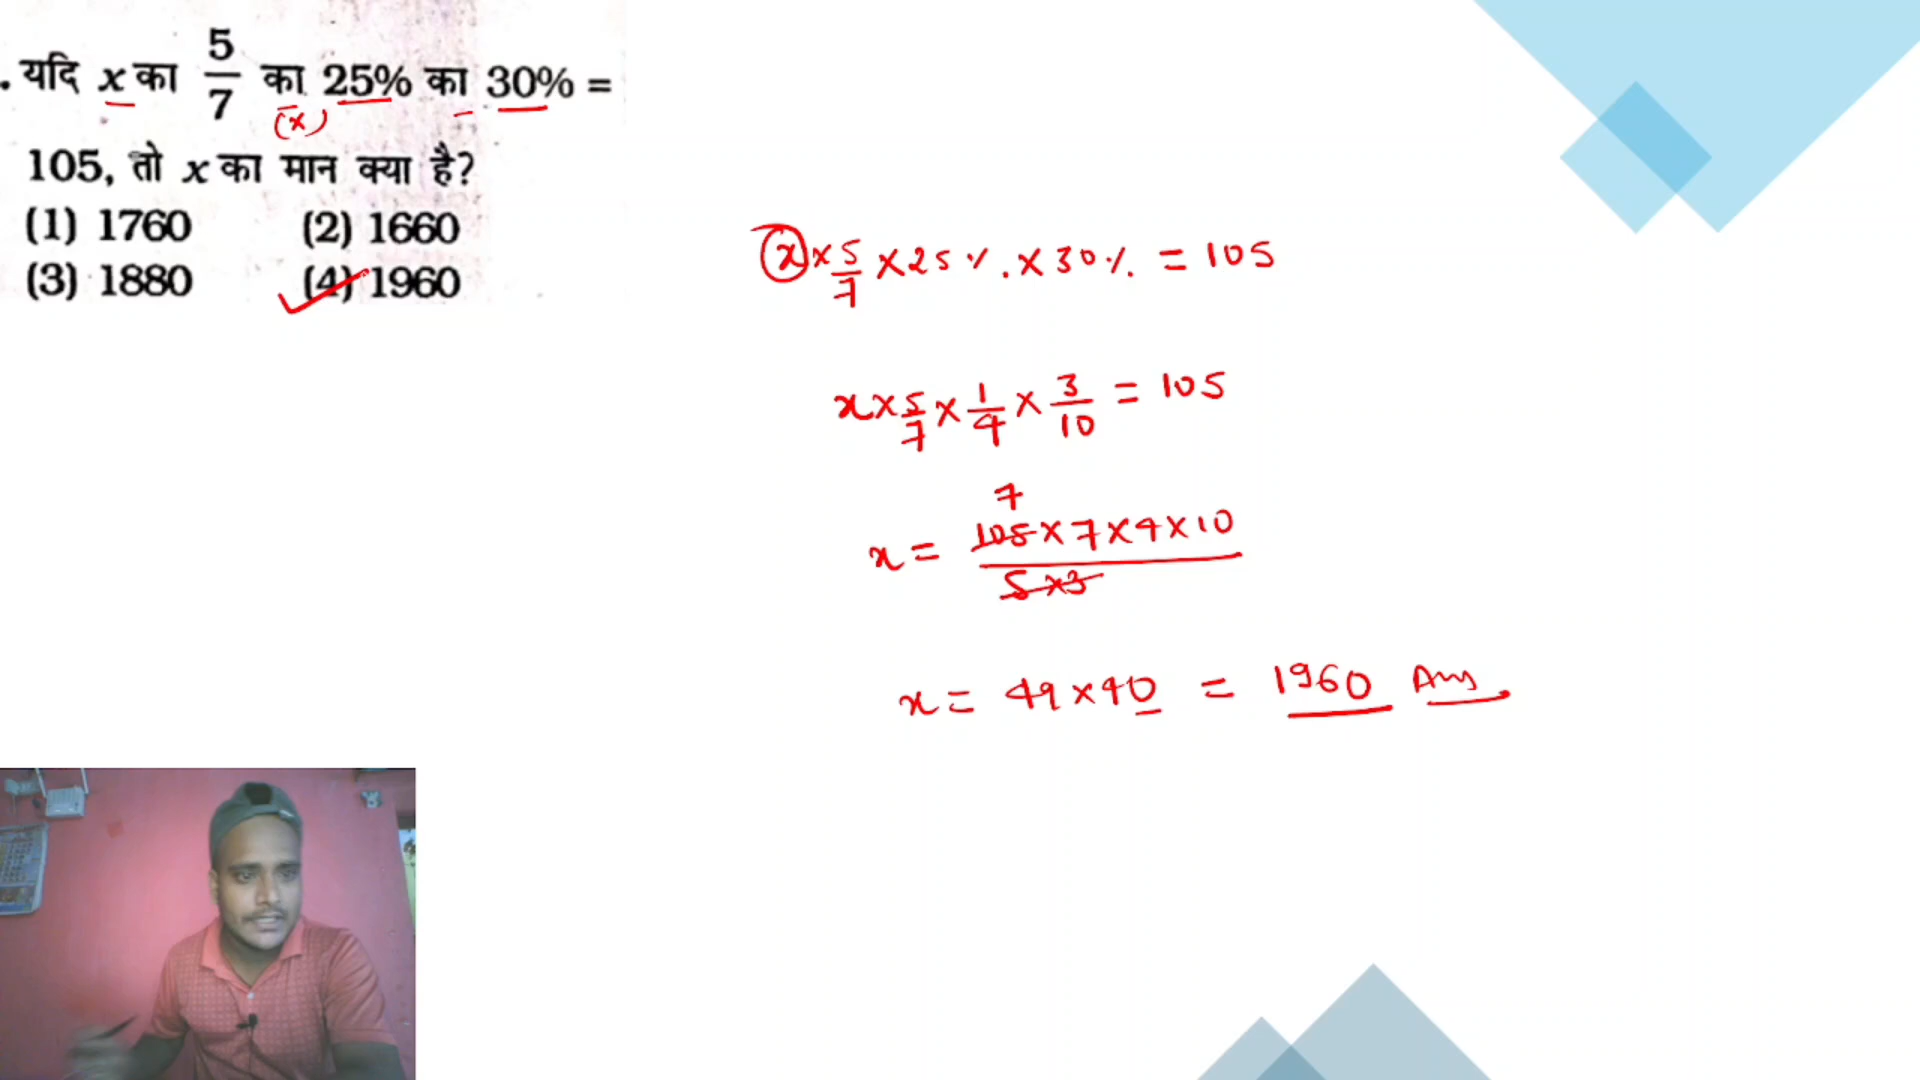 . यदि x का 5/7 का 25% का 30% =
(x)
105, तो x का मान क्या है?
(1) 1760 (2) 1660
(3) 1880 (4) 1960
x × 5/7 × 25% × 30% = 105
x × 5/7 × 1/4 × 3/10 = 105
7
x = 105 × 7 × 4 × 10
5 × 3
x = 49 × 40 = 1960 Ans.